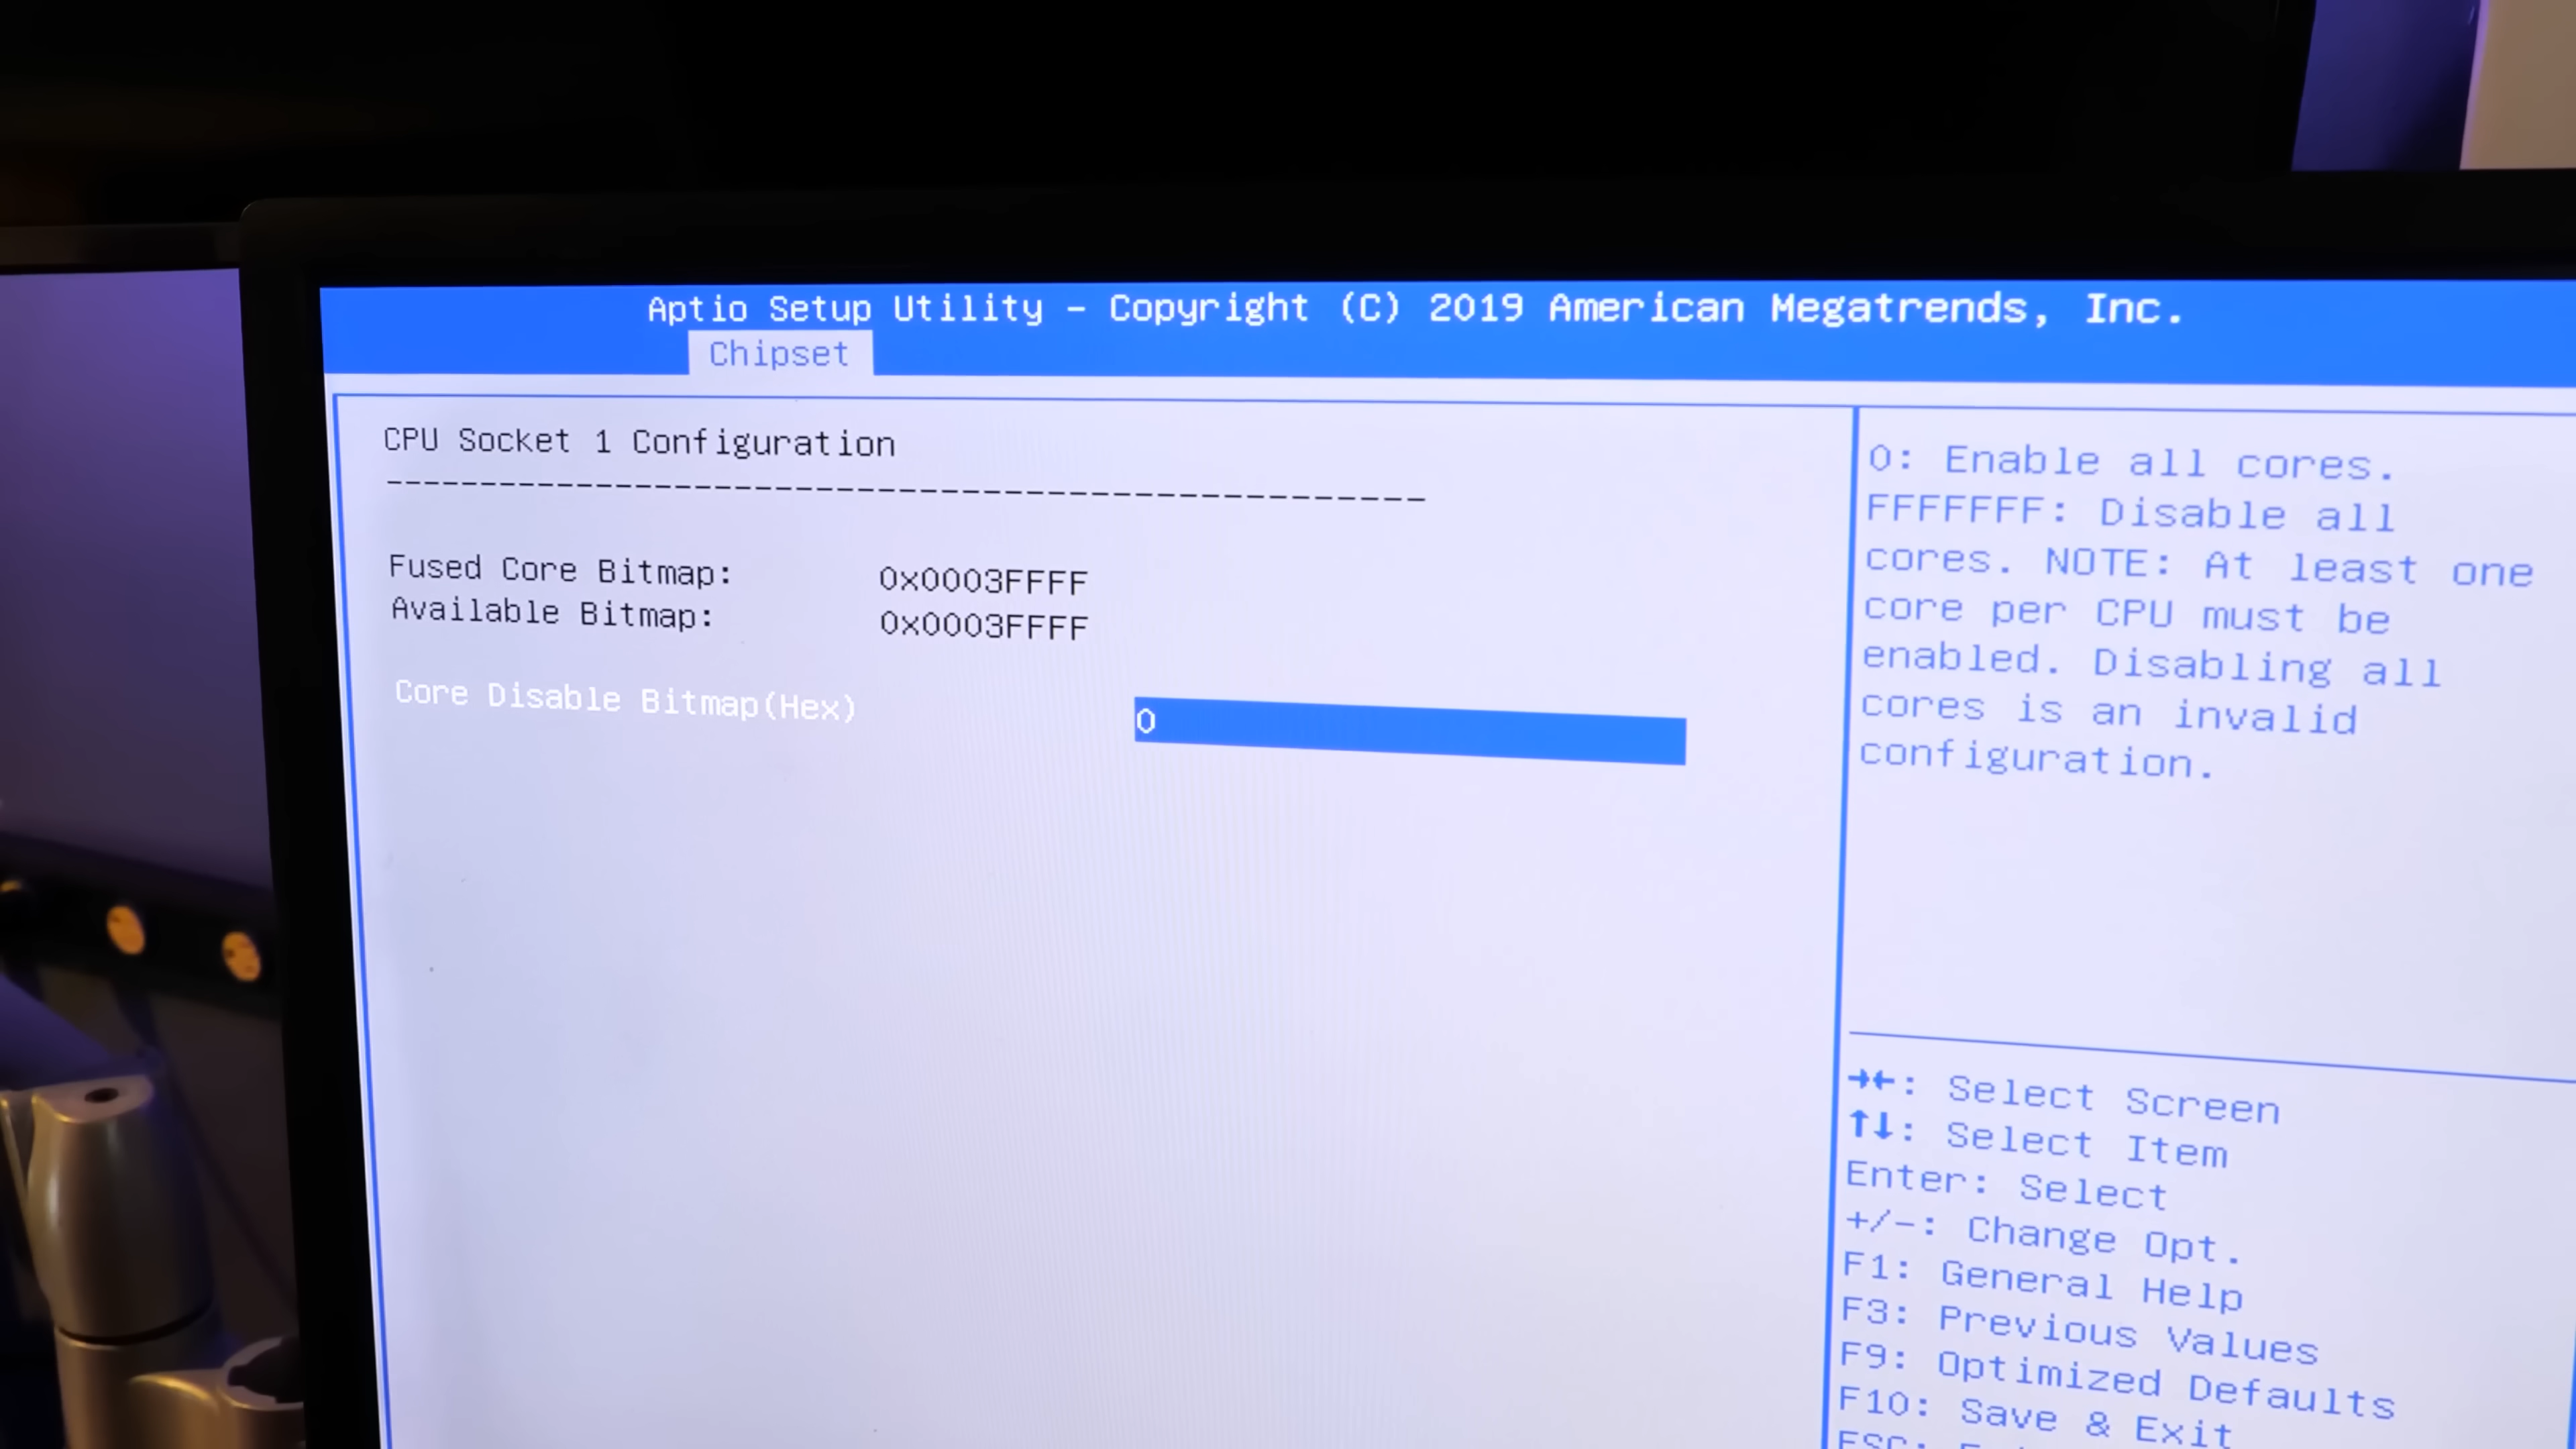 Aptio Setup Utility - Copyright (C) 2019 American Megatrends, Inc.
Chipset
CPU Socket 1 Configuration
--------------------------------------------------------
Fused Core Bitmap: 0x0003FFFF
Available Bitmap: 0x0003FFFF
Core Disable Bitmap(Hex) 0
0: Enable all cores.
FFFFFFF: Disable all
cores. NOTE: At least one
core per CPU must be
enabled. Disabling all
cores is an invalid
configuration.
→←: Select Screen
↑↓: Select Item
Enter: Select
+/-: Change Opt.
F1: General Help
F3: Previous Values
F9: Optimized Defaults
F10: Save & Exit
ESC: